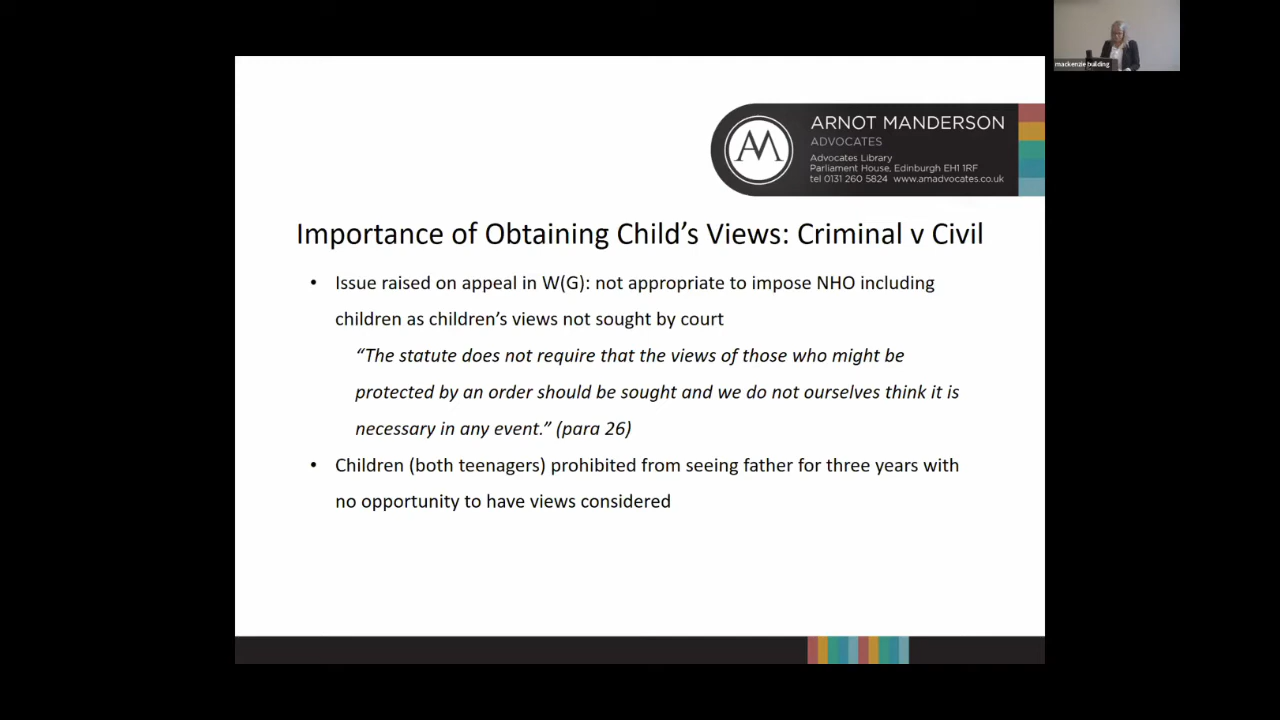 mackenzie building
AM
ARNOT MANDERSON
ADVOCATES
Advocates Library
Parliament House, Edinburgh EH1 1RF
tel 0131 260 5824 www.amadvocates.co.uk
Importance of Obtaining Child’s Views: Criminal v Civil
• Issue raised on appeal in W(G): not appropriate to impose NHO including
children as children’s views not sought by court
“The statute does not require that the views of those who might be
protected by an order should be sought and we do not ourselves think it is
necessary in any event.” (para 26)
• Children (both teenagers) prohibited from seeing father for three years with
no opportunity to have views considered